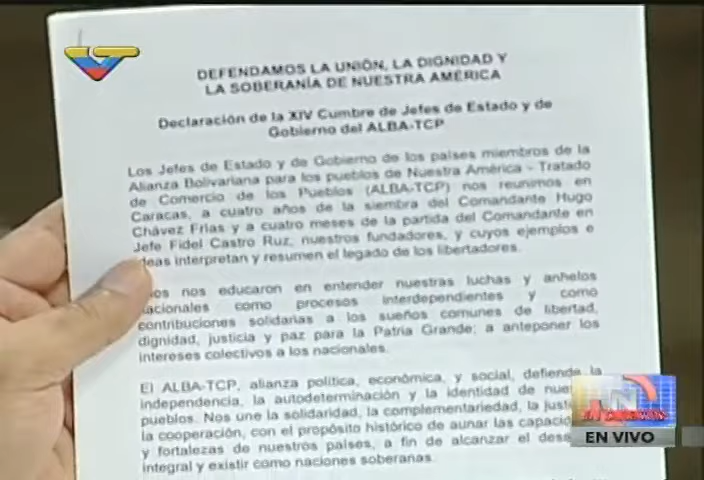 DEFENDAMOS LA UNIÓN, LA DIGNIDAD Y
LA SOBERANÍA DE NUESTRA AMÉRICA
Declaración de la XIV Cumbre de Jefes de Estado y de
Gobierno del ALBA-TCP
Los Jefes de Estado y de Gobierno de los países miembros de la
Alianza Bolivariana para los pueblos de Nuestra América - Tratado
de Comercio de los Pueblos (ALBA-TCP) nos reunimos en
Caracas, a cuatro años de la siembra del Comandante Hugo
Chávez Frías y a cuatro meses de la partida del Comandante en
Jefe Fidel Castro Ruz, nuestros fundadores, y cuyos ejemplos e
ideas interpretan y resumen el legado de los libertadores.
nos educaron en entender nuestras luchas y anhelos
nacionales como procesos interdependientes y como
contribuciones solidarias a los sueños comunes de libertad,
dignidad, justicia y paz para la Patria Grande; a anteponer los
intereses colectivos a los nacionales.
El ALBA-TCP, alianza política, económica, y social, defiende la
independencia, la autodeterminación y la identidad de
pueblos. Nos une la solidaridad, la complementariedad, la
la cooperación, con el propósito histórico de aunar las
y fortalezas de nuestros países, a fin de alcanzar el
integral y existir como naciones soberanas.
EN VIVO